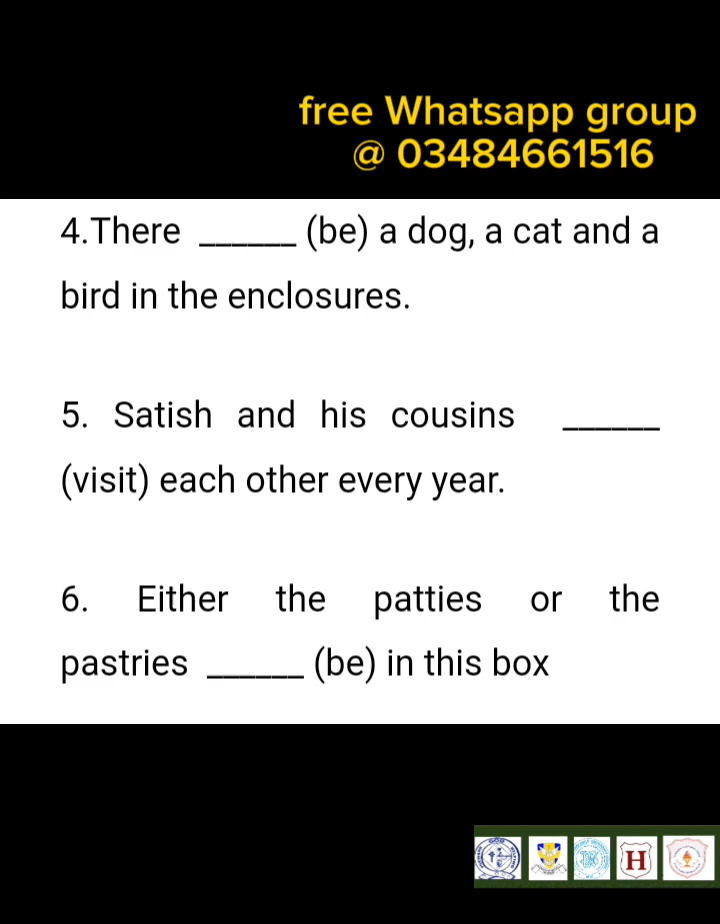 free Whatsapp group
@ 03484661516
4.There ______ (be) a dog, a cat and a
bird in the enclosures.
5. Satish and his cousins ______
(visit) each other every year.
6. Either the patties or the
pastries ______ (be) in this box
H